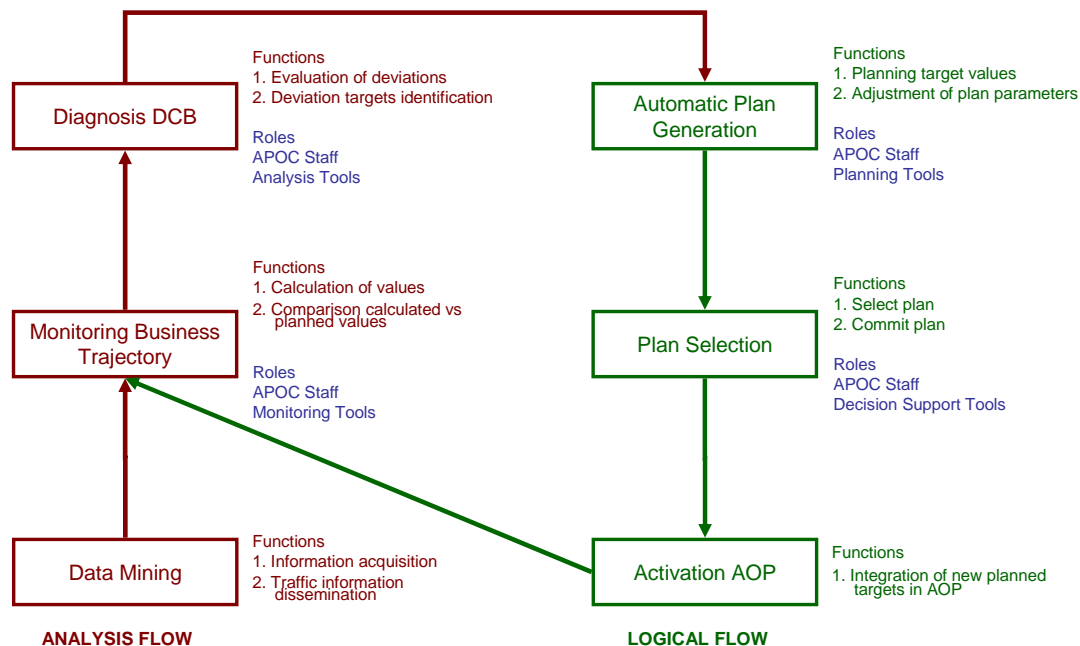 Functions
1. Evaluation of deviations
2. Deviation targets identification
Diagnosis DCB
Roles
APOC Staff
Analysis Tools
Functions
1. Planning target values
2. Adjustment of plan parameters
Automatic Plan
Generation
Roles
APOC Staff
Planning Tools
Functions
1. Calculation of values
2. Comparison calculated vs
planned values
Monitoring Business
Trajectory
Roles
APOC Staff
Monitoring Tools
Functions
1. Select plan
2. Commit plan
Plan Selection
Roles
APOC Staff
Decision Support Tools
Functions
1. Information acquisition
2. Traffic information
dissemination
Data Mining
Activation AOP
Functions
1. Integration of new planned
targets in AOP
ANALYSIS FLOW
LOGICAL FLOW